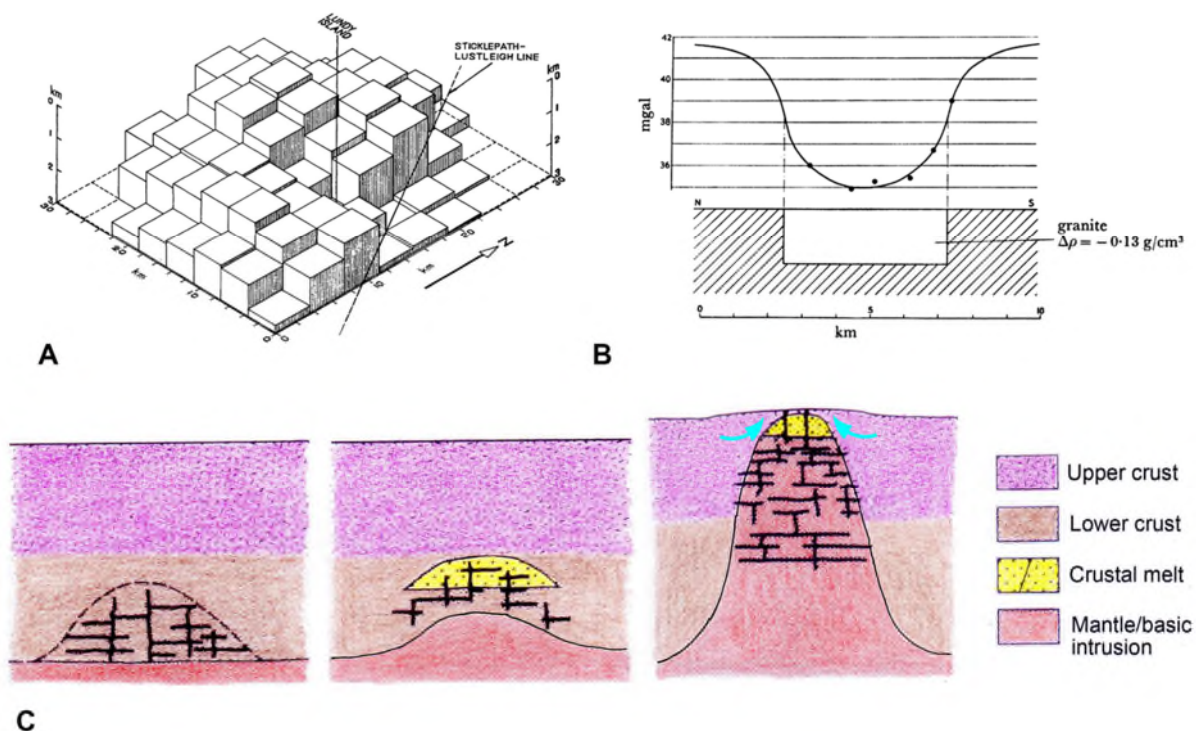 LUNDY
ISLAND
STICKLEPATH-
LUSTLEIGH LINE
km
0
1
2
3
km
0
1
2
3
30
20
km
10
0
0
km
20
30
N
A
42
40
38
36
mgal
N
S
granite
Δρ = − 0·13 g/cm³
0
5
10
km
B
Upper crust
Lower crust
Crustal melt
Mantle/basic
intrusion
C